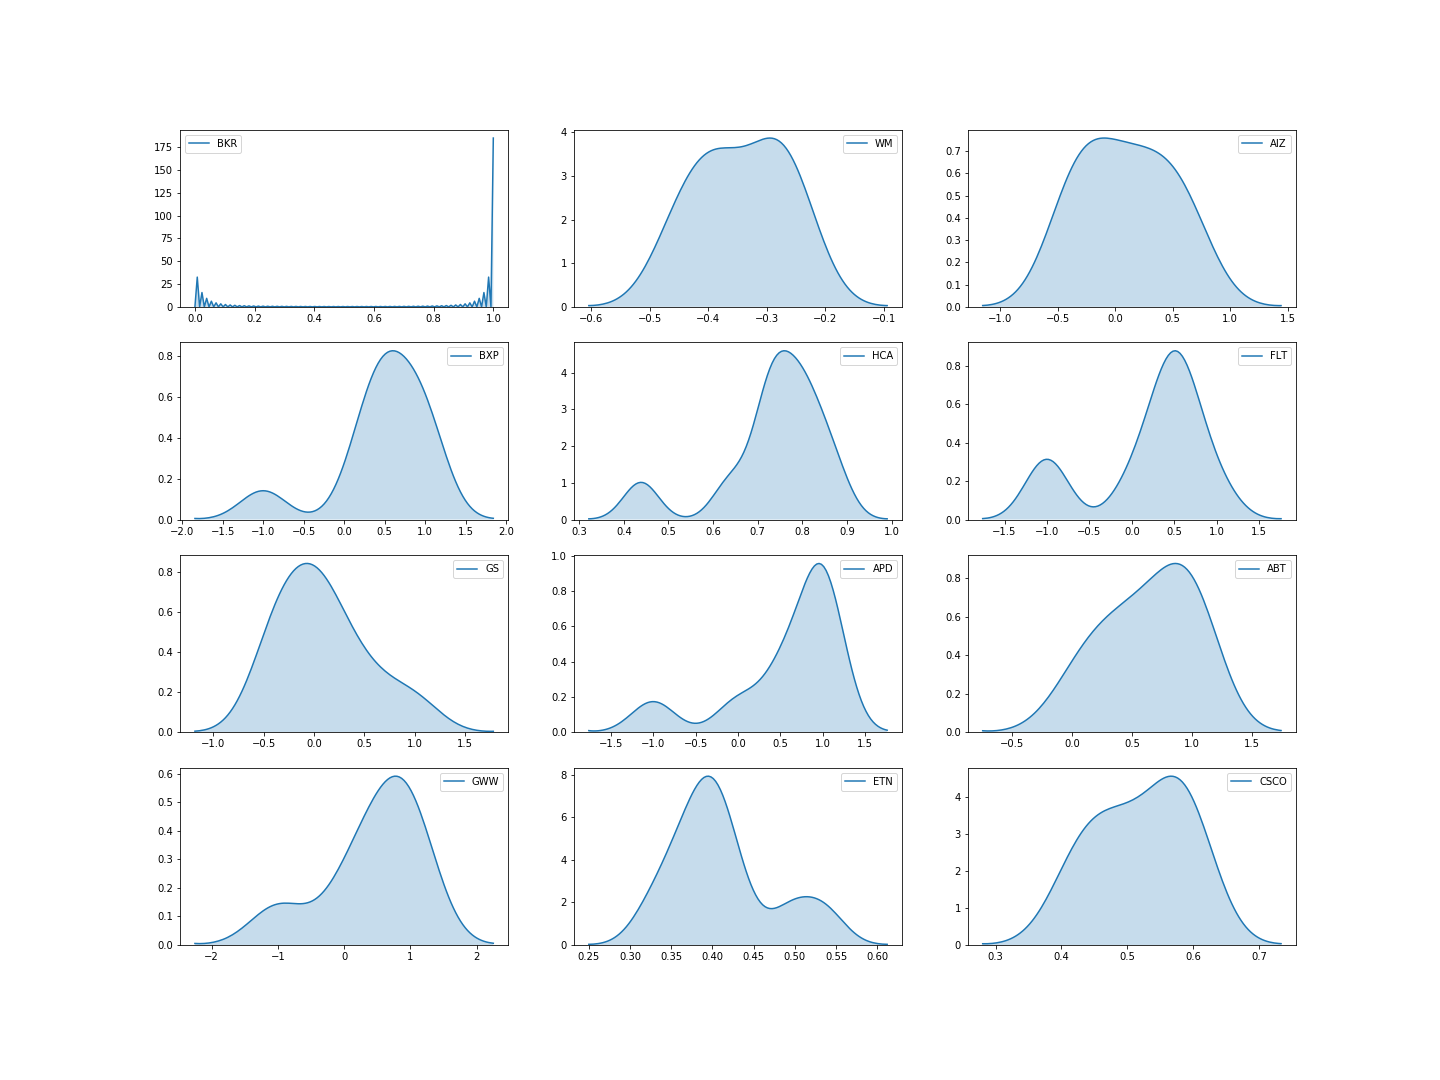 BKR
175
150
125
100
75
50
25
0
0.0 0.2 0.4 0.6 0.8 1.0
WM
4
3
2
1
0
−0.6 −0.5 −0.4 −0.3 −0.2 −0.1
AIZ
0.7
0.6
0.5
0.4
0.3
0.2
0.1
0.0
−1.0 −0.5 0.0 0.5 1.0 1.5
BXP
0.8
0.6
0.4
0.2
0.0
−2.0 −1.5 −1.0 −0.5 0.0 0.5 1.0 1.5 2.0
HCA
4
3
2
1
0
0.3 0.4 0.5 0.6 0.7 0.8 0.9 1.0
FLT
0.8
0.6
0.4
0.2
0.0
−1.5 −1.0 −0.5 0.0 0.5 1.0 1.5
GS
0.8
0.6
0.4
0.2
0.0
−1.0 −0.5 0.0 0.5 1.0 1.5
APD
1.0
0.8
0.6
0.4
0.2
0.0
−1.5 −1.0 −0.5 0.0 0.5 1.0 1.5
ABT
0.8
0.6
0.4
0.2
0.0
−0.5 0.0 0.5 1.0 1.5
GWW
0.6
0.5
0.4
0.3
0.2
0.1
0.0
−2 −1 0 1 2
ETN
8
6
4
2
0
0.25 0.30 0.35 0.40 0.45 0.50 0.55 0.60
CSCO
4
3
2
1
0
0.3 0.4 0.5 0.6 0.7